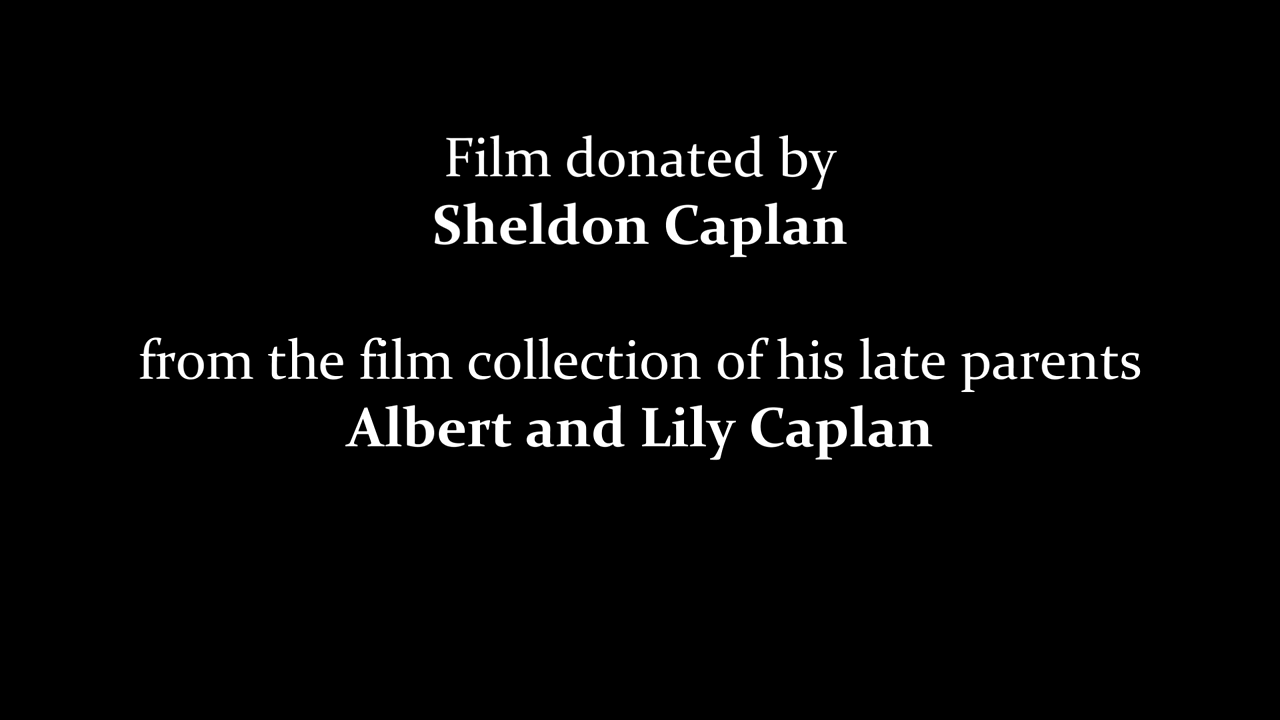 Film donated by
Sheldon Caplan
from the film collection of his late parents
Albert and Lily Caplan